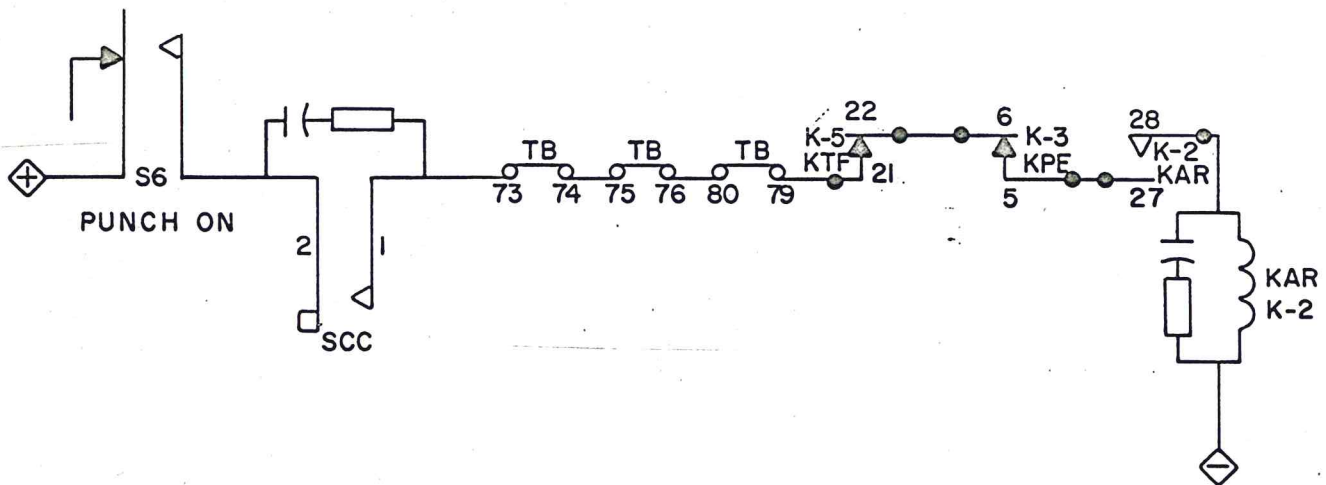 22 6
K-5 K-3 28
TB TB TB KTF KPE K-2
KAR
+ S6 73 74 75 76 80 79 21 5 27
PUNCH ON
2 1
KAR
K-2
SCC
-